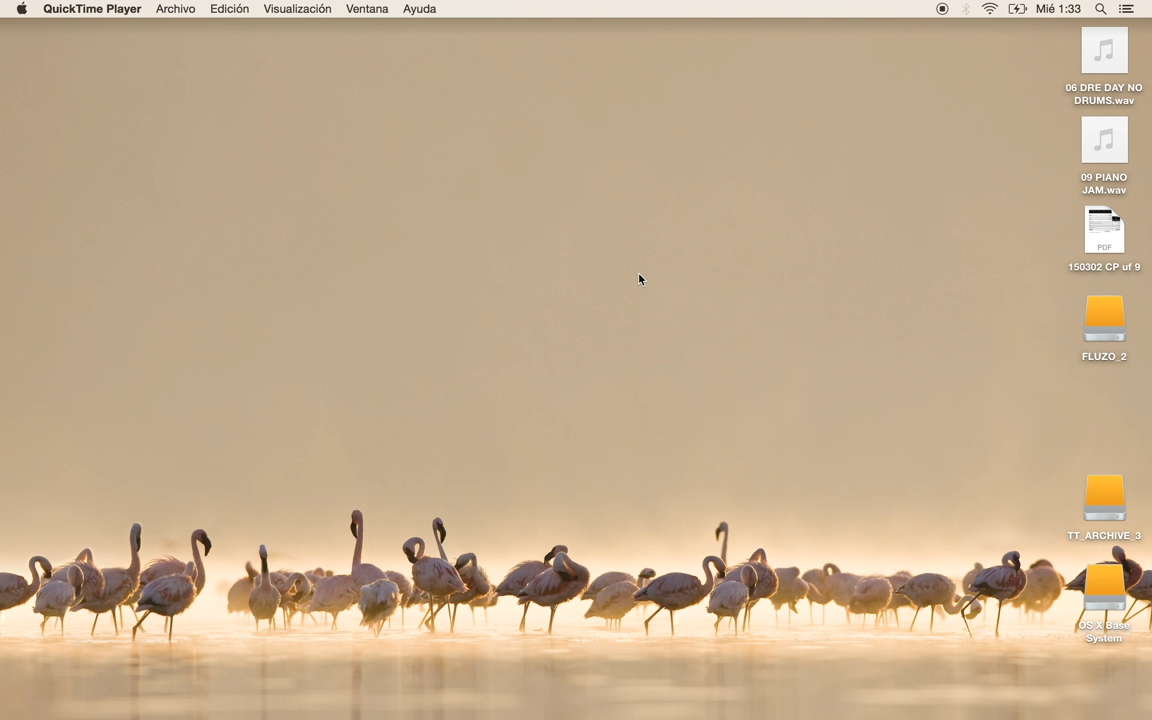 QuickTime Player Archivo Edición Visualización Ventana Ayuda Mié 1:33
06 DRE DAY NO
DRUMS.wav
09 PIANO
JAM.wav
PDF
150302 CP uf 9
FLUZO_2
TT_ARCHIVE_3
OS X Base
System